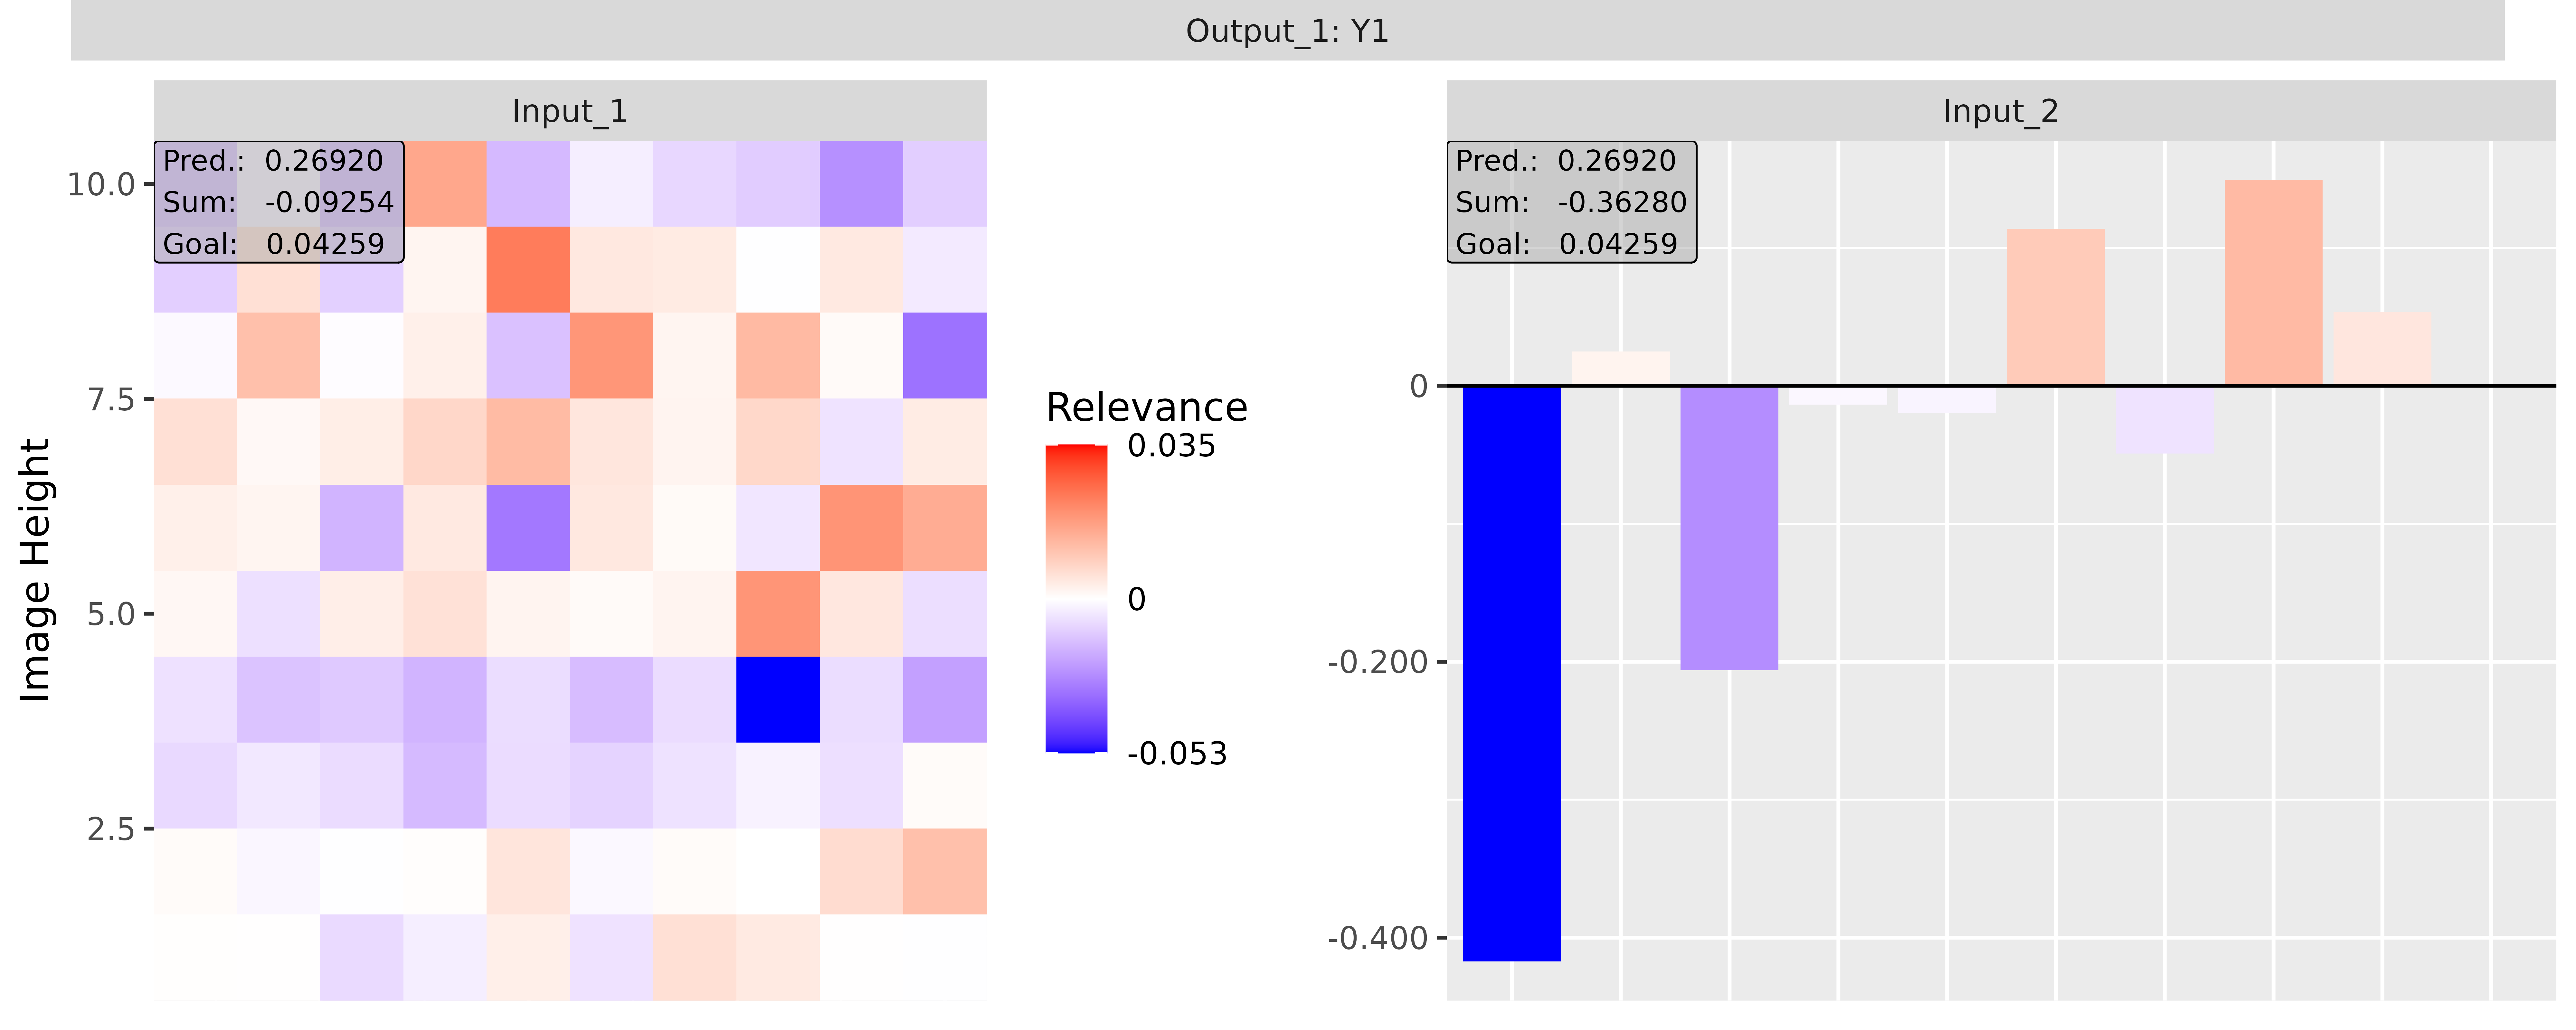 Output_1: Y1
Input_1
Pred.: 0.26920
Sum: -0.09254
Goal: 0.04259
10.0
7.5
5.0
2.5
Image Height
Relevance
0.035
0
-0.053
Input_2
Pred.: 0.26920
Sum: -0.36280
Goal: 0.04259
0
-0.200
-0.400